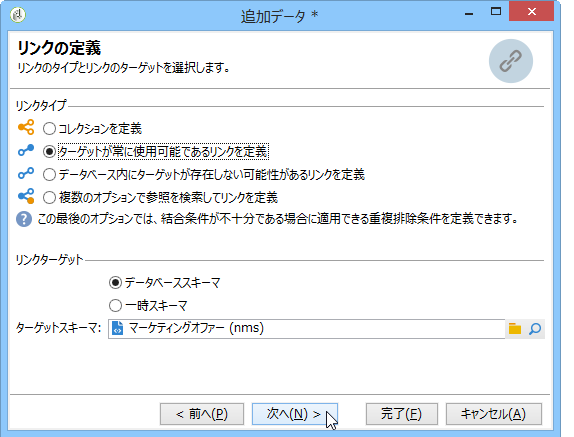 追加データ *
リンクの定義
リンクのタイプとリンクのターゲットを選択します。
リンクタイプ
コレクションを定義
ターゲットが常に使用可能であるリンクを定義
データベース内にターゲットが存在しない可能性があるリンクを定義
複数のオプションで参照を検索してリンクを定義
この最後のオプションでは、結合条件が不十分である場合に適用できる重複排除条件を定義できます。
リンクターゲット
データベーススキーマ
一時スキーマ
ターゲットスキーマ: マーケティングオファー (nms)
< 前へ(P) 次へ(N) > 完了(F) キャンセル(A)